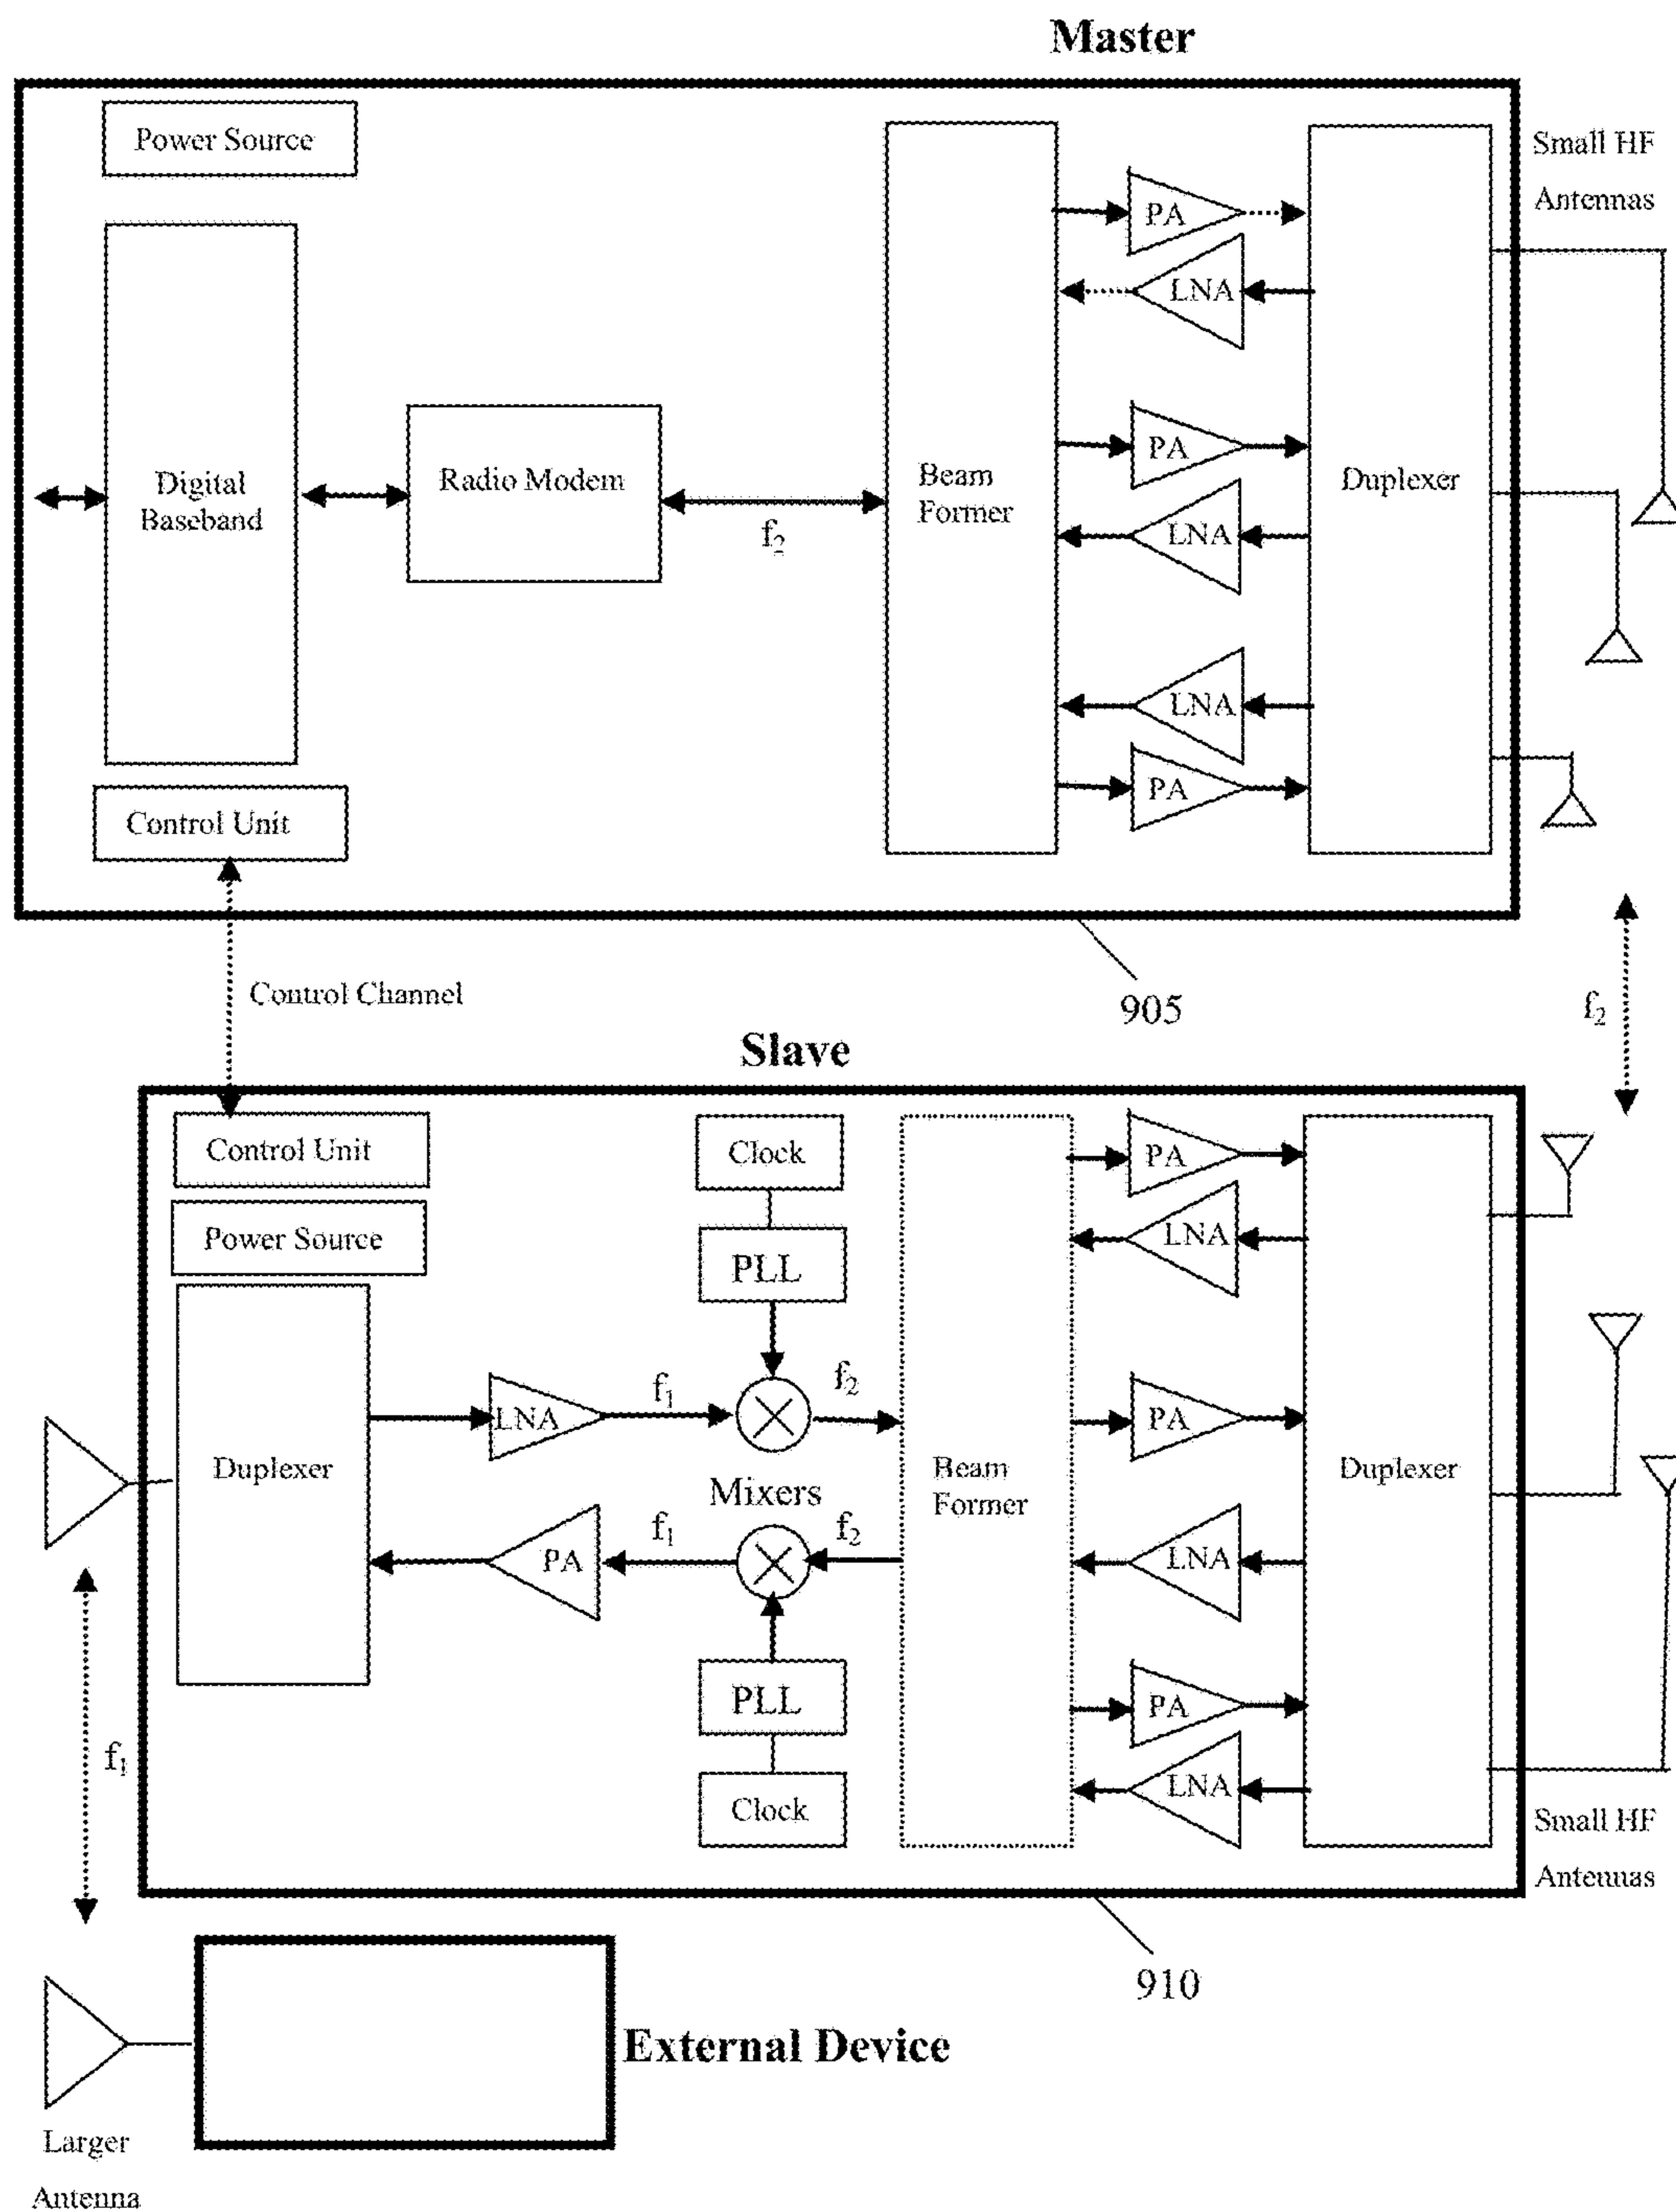 Master
Power Source
Small HF
Antennas
PA
LNA
PA
Digital
Baseband
Radio Modem
f2
Beam
Former
Duplexer
LNA
LNA
PA
Control Unit
Control Channel
905
f2
Slave
Control Unit
Power Source
Clock
PLL
PA
LNA
Duplexer
LNA
f1
f2
Mixers
PA
f1
f2
Beam
Former
PA
LNA
Duplexer
PLL
Clock
PA
LNA
f1
Small HF
Antennas
910
External Device
Larger
Antenna